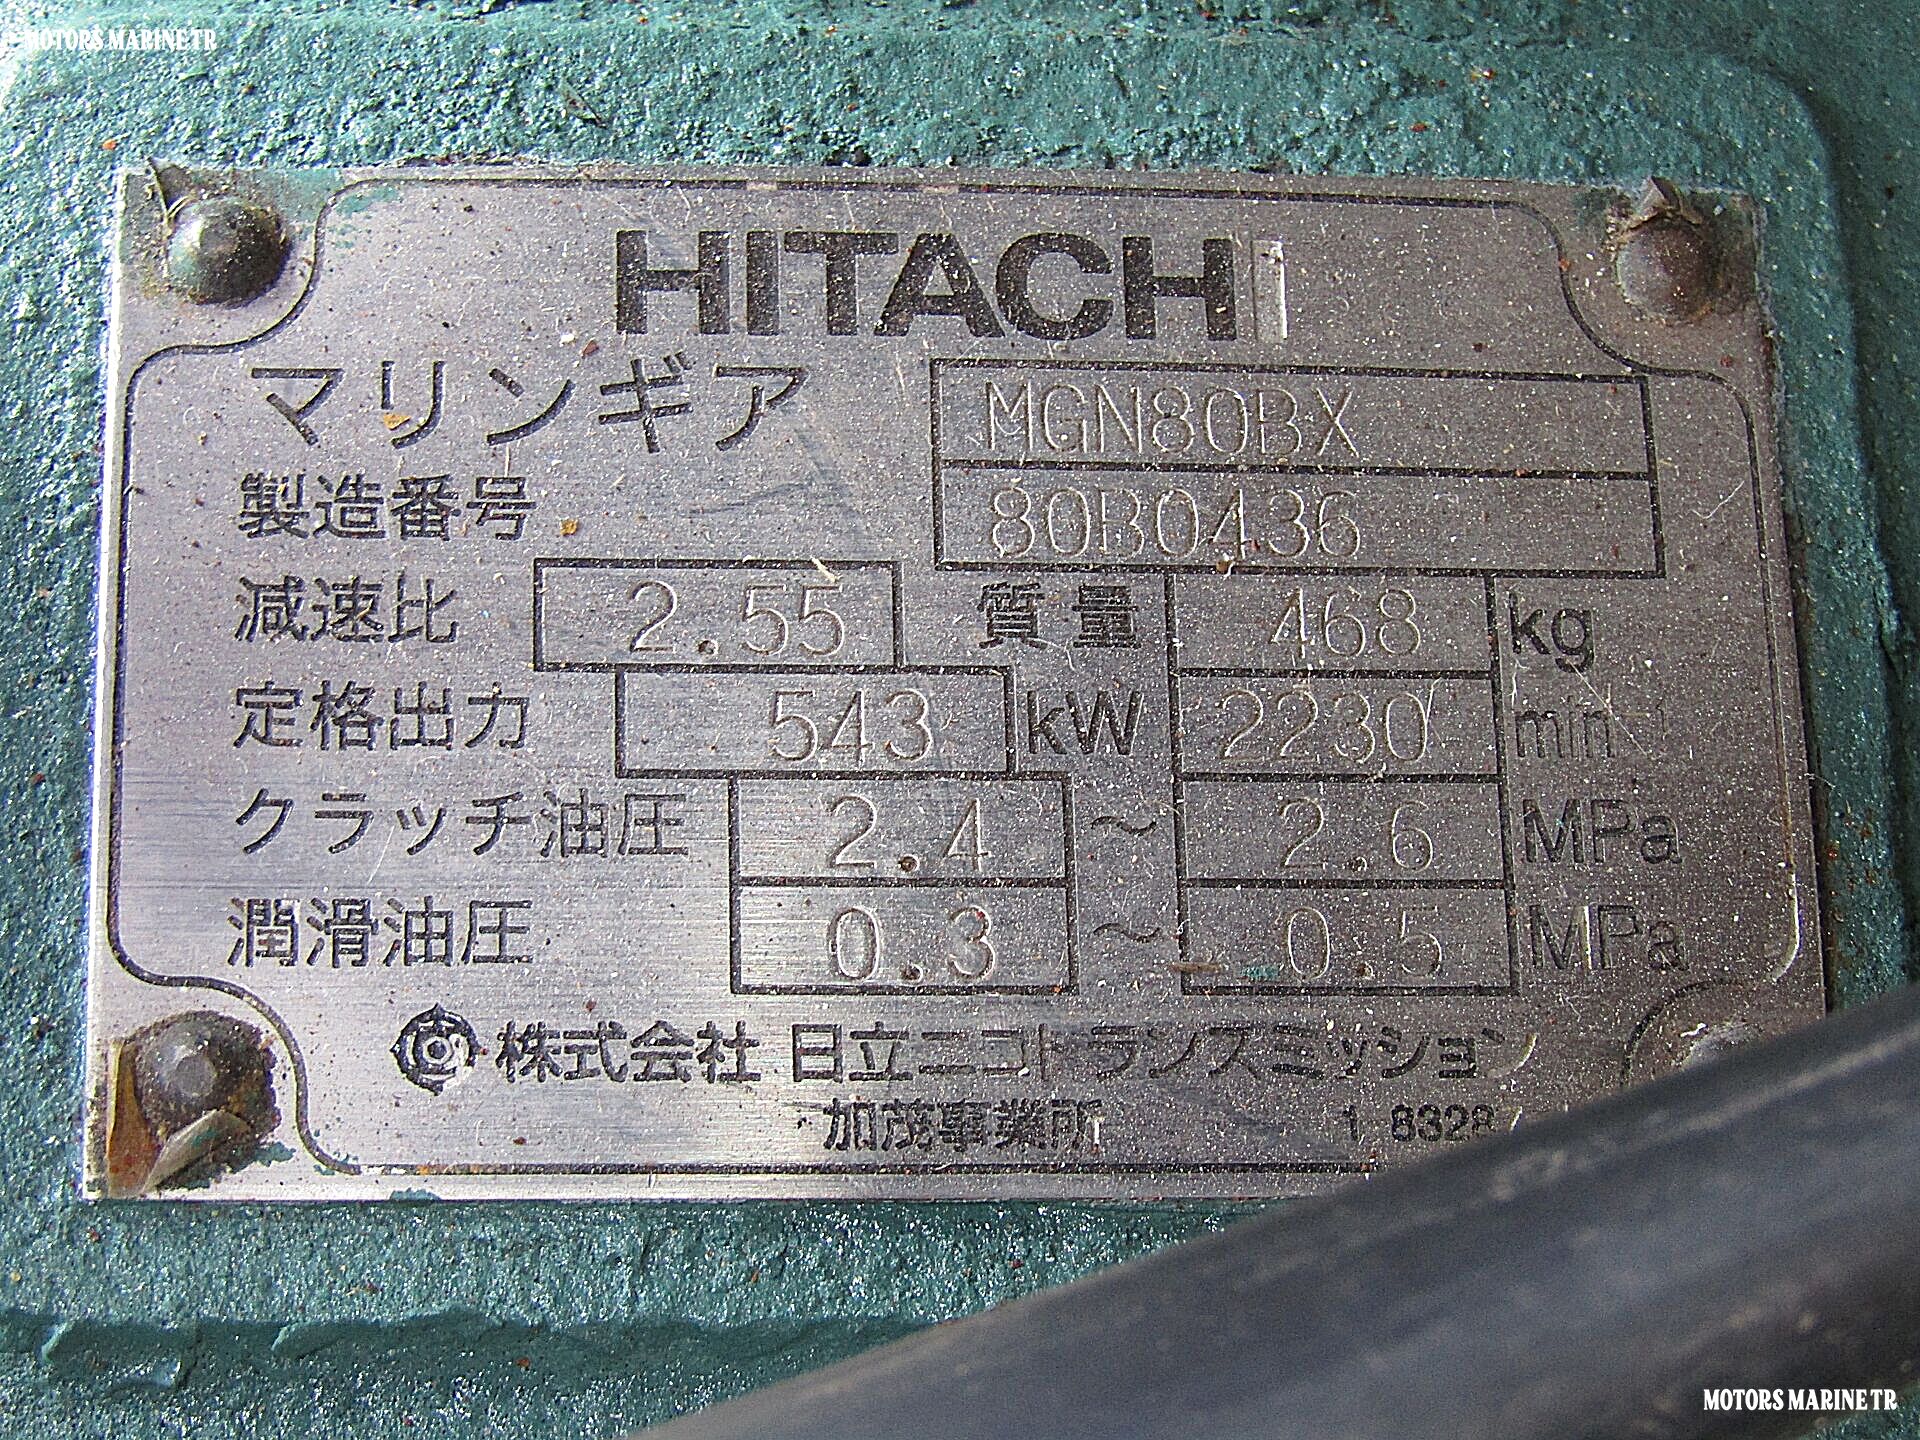 MOTORS MARINE TR
HITACHI
マリンギア MGN80BX
製造番号 80B0436
減速比 2.55 質量 468 kg
定格出力 543 kW 2230 min-1
クラッチ油圧 2.4 ～ 2.6 MPa
潤滑油圧 0.3 ～ 0.5 MPa
株式会社 日立ニコトランスミッション
加茂事業所 1 8328
MOTORS MARINE TR